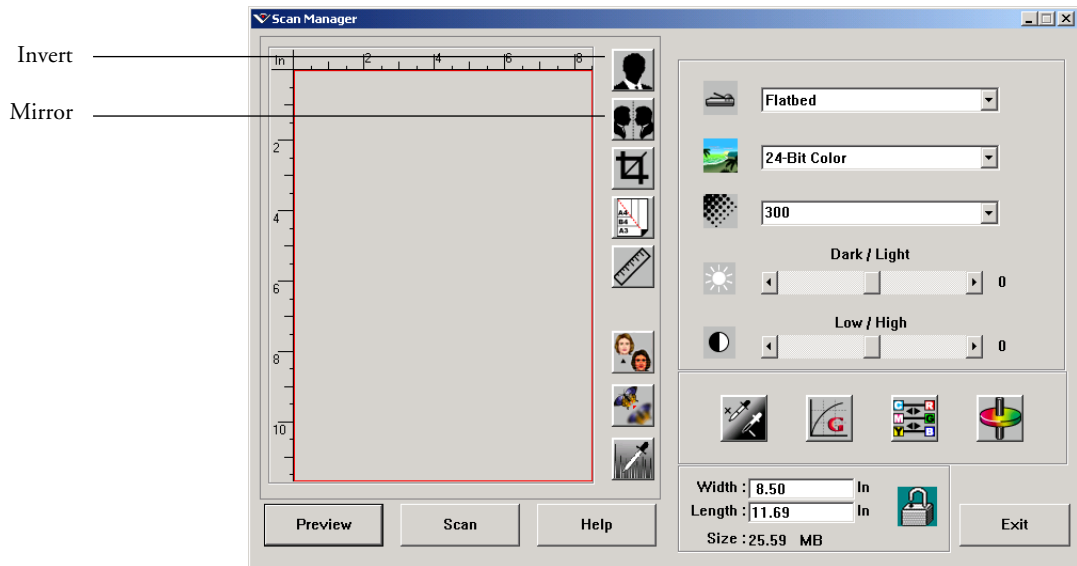 Scan Manager
Invert
Mirror
In
2
4
6
8
2
4
6
8
10
A4
B4
A3
Flatbed
24-Bit Color
300
Dark / Light
0
Low / High
0
G
C R
M G
Y B
Width : 8.50 In
Length : 11.69 In
Size : 25.59 MB
Preview
Scan
Help
Exit